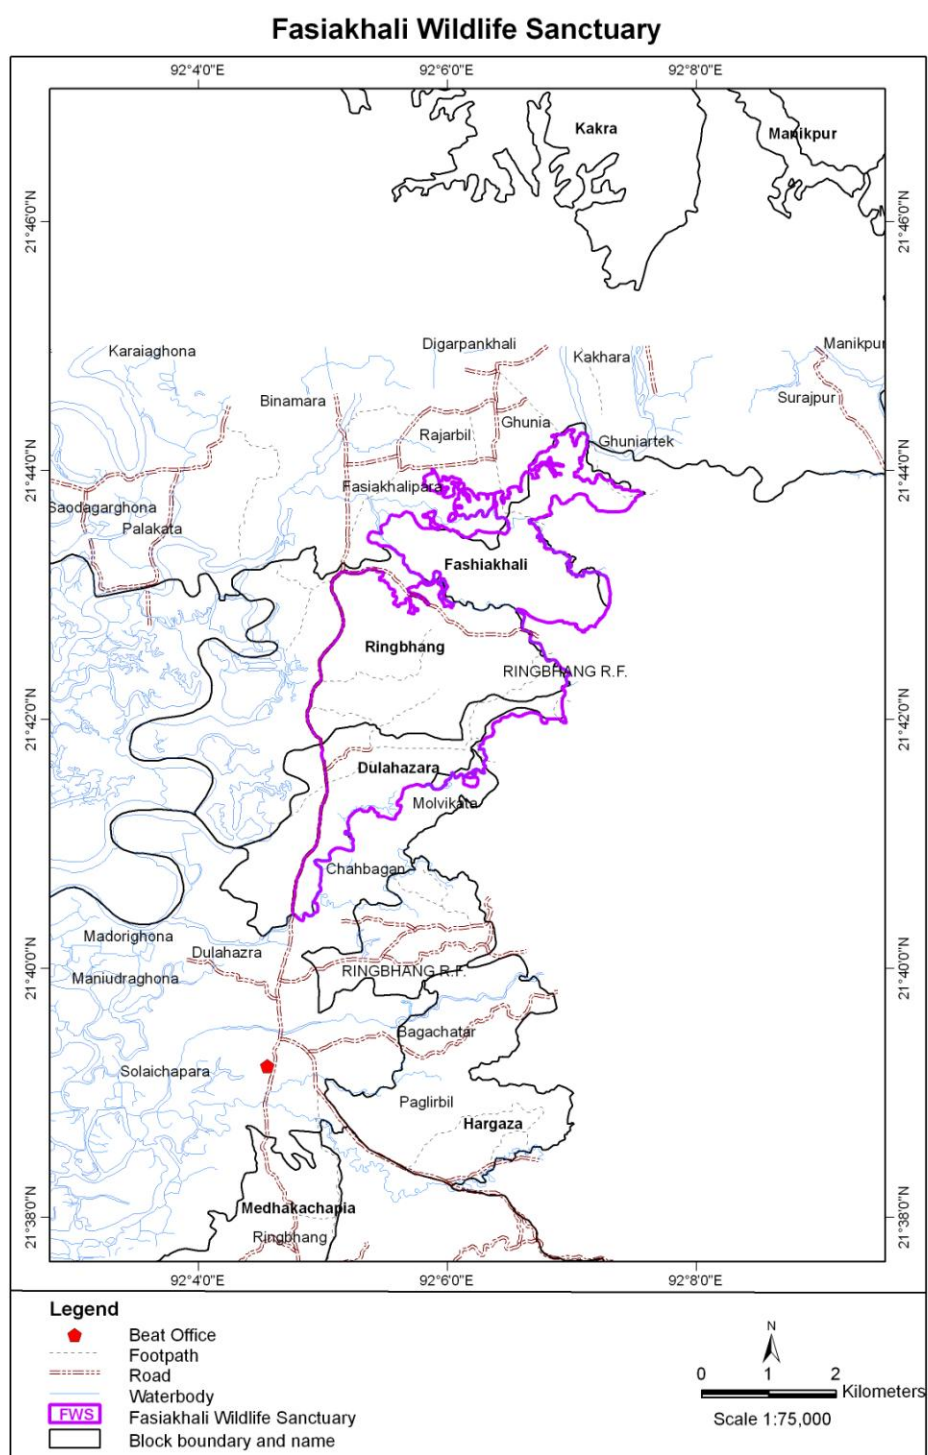 Fasiakhali Wildlife Sanctuary
92°4'0"E 92°6'0"E 92°8'0"E
Kakra
Manikpur
21°46'0"N 21°46'0"N
Karaiaghona
Digarpankhali
Kakhara
Manikpur
Binamara
Surajpur
Rajarbil
Ghunia
Ghuniartek
21°44'0"N 21°44'0"N
Fasiakhalipara
Saodagarghona
Palakata
Fashiakhali
Ringbhang
RINGBHANG R.F.
21°42'0"N 21°42'0"N
Dulahazara
Molvikata
Chahbagan
Madorighona
Dulahazra
Maniudraghona
RINGBHANG R.F.
21°40'0"N 21°40'0"N
Bagachatar
Solaichapara
Paglirbil
Hargaza
Medhakachapia
Ringbhang
21°38'0"N 21°38'0"N
92°4'0"E 92°6'0"E 92°8'0"E
Legend
Beat Office
Footpath
Road
Waterbody
FWS Fasiakhali Wildlife Sanctuary
Block boundary and name
N
0 1 2
Kilometers
Scale 1:75,000